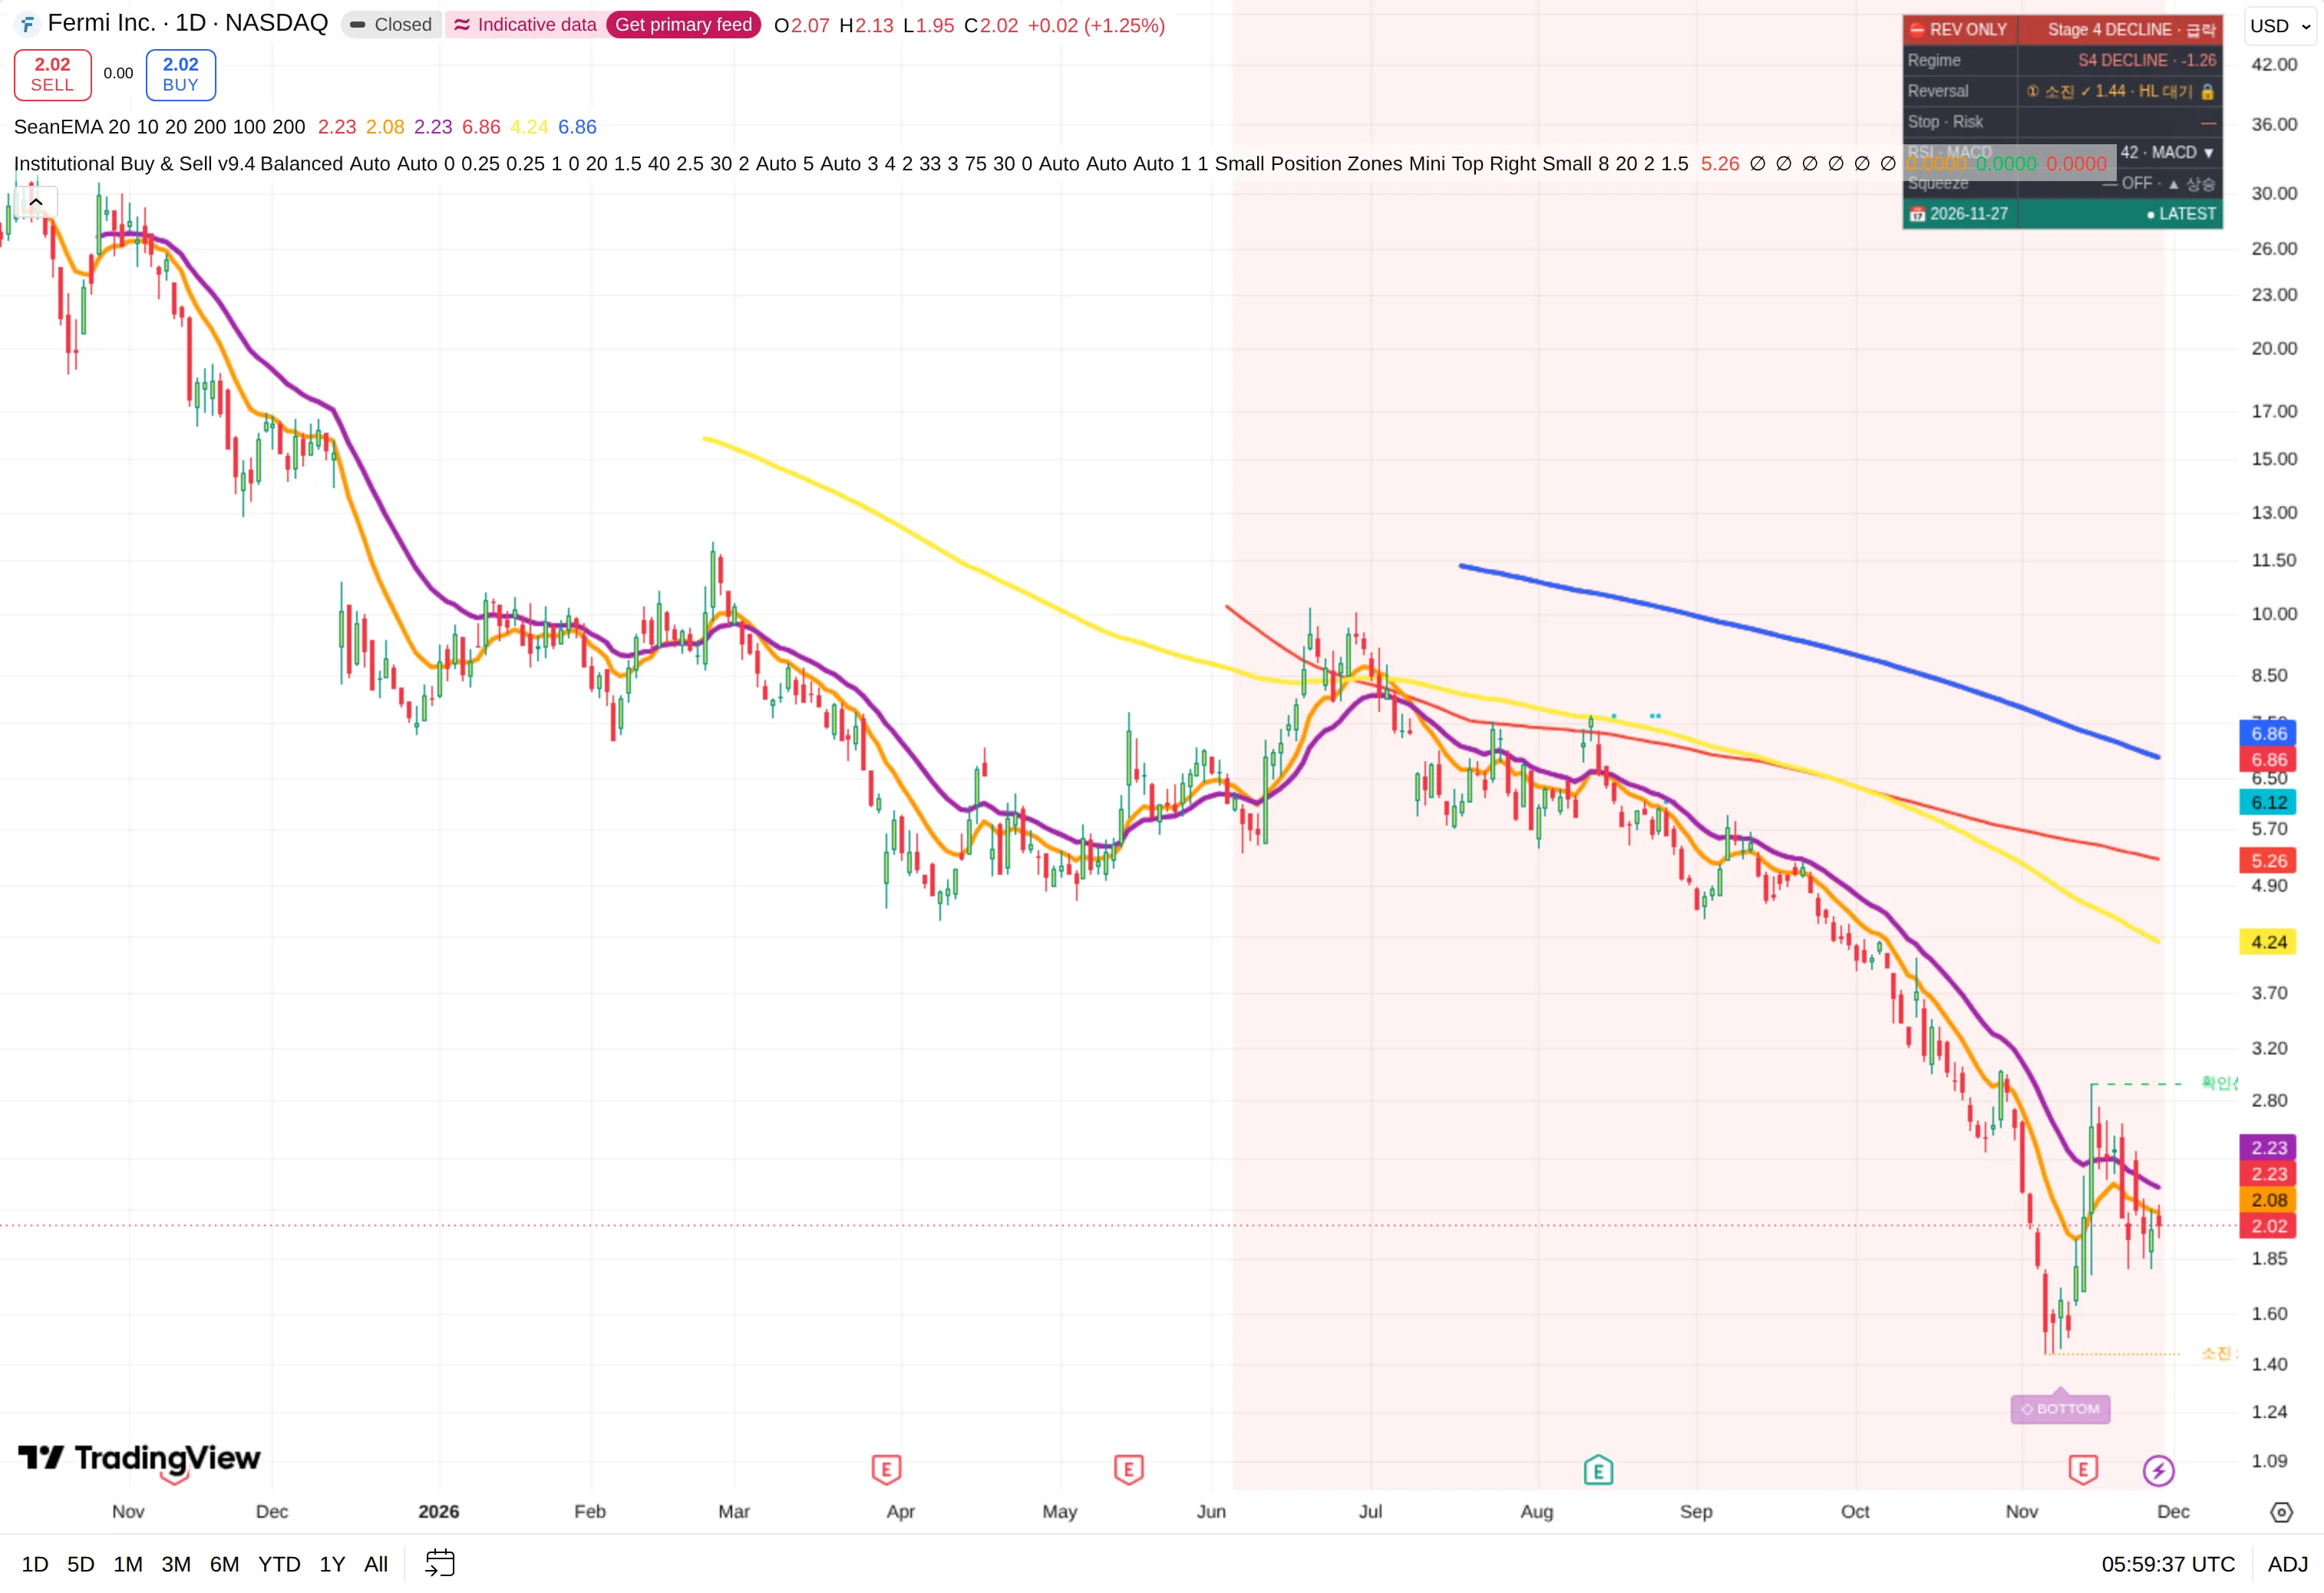 Fermi Inc. · 1D · NASDAQ Closed Indicative data Get primary feed O2.07 H2.13 L1.95 C2.02 +0.02 (+1.25%)
2.02 SELL 0.00 2.02 BUY
SeanEMA 20 10 20 200 100 200 2.23 2.08 2.23 6.86 4.24 6.86
Institutional Buy & Sell v9.4 Balanced Auto Auto 0 0.25 0.25 1 0 20 1.5 40 2.5 30 2 Auto 5 Auto 3 4 2 33 3 75 30 0 Auto Auto Auto 1 1 Small Position Zones Mini Top Right Small 8 20 2 1.5 5.26 ∅ ∅ ∅ ∅ ∅ ∅ 0.0000 0.0000 0.0000
⛔ REV ONLY Stage 4 DECLINE · 급락
Regime S4 DECLINE · -1.26
Reversal ① 소진 ✓ 1.44 · HL 대기 🔒
Stop · Risk —
RSI · MACD 42 · MACD ▼
Squeeze — OFF · ▲ 상승
📅 2026-11-27 ● LATEST
USD
42.00
36.00
30.00
26.00
23.00
20.00
17.00
15.00
13.00
11.50
10.00
8.50
6.86
6.86
6.50
6.12
5.70
5.26
4.90
4.24
3.70
3.20
확인선
2.80
2.23
2.23
2.08
2.02
1.85
1.60
소진
1.40
◇ BOTTOM
1.24
1.09
TradingView
E E E E
Nov Dec 2026 Feb Mar Apr May Jun Jul Aug Sep Oct Nov Dec
1D 5D 1M 3M 6M YTD 1Y All 05:59:37 UTC ADJ